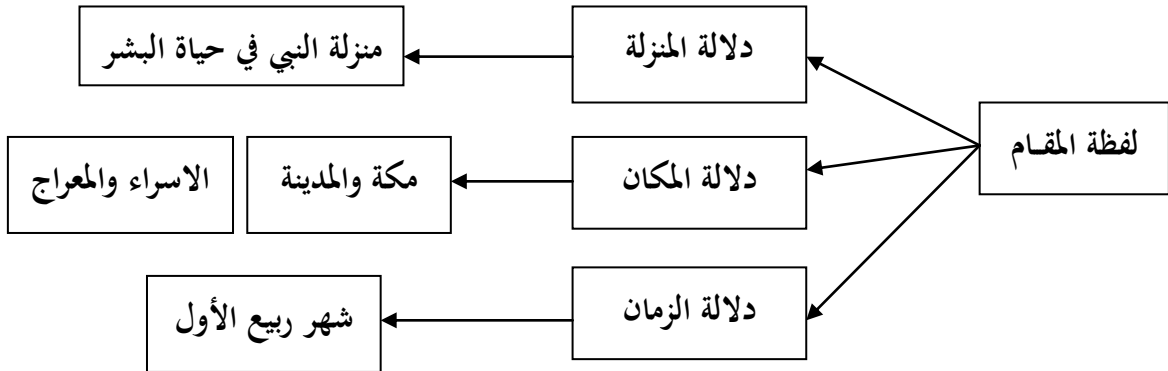 لفظة المقـام
دلالة المنزلة
منزلة النبي في حياة البشر
دلالة المكان
مكة والمدينة
الاسراء والمعراج
دلالة الزمان
شهر ربيع الأول